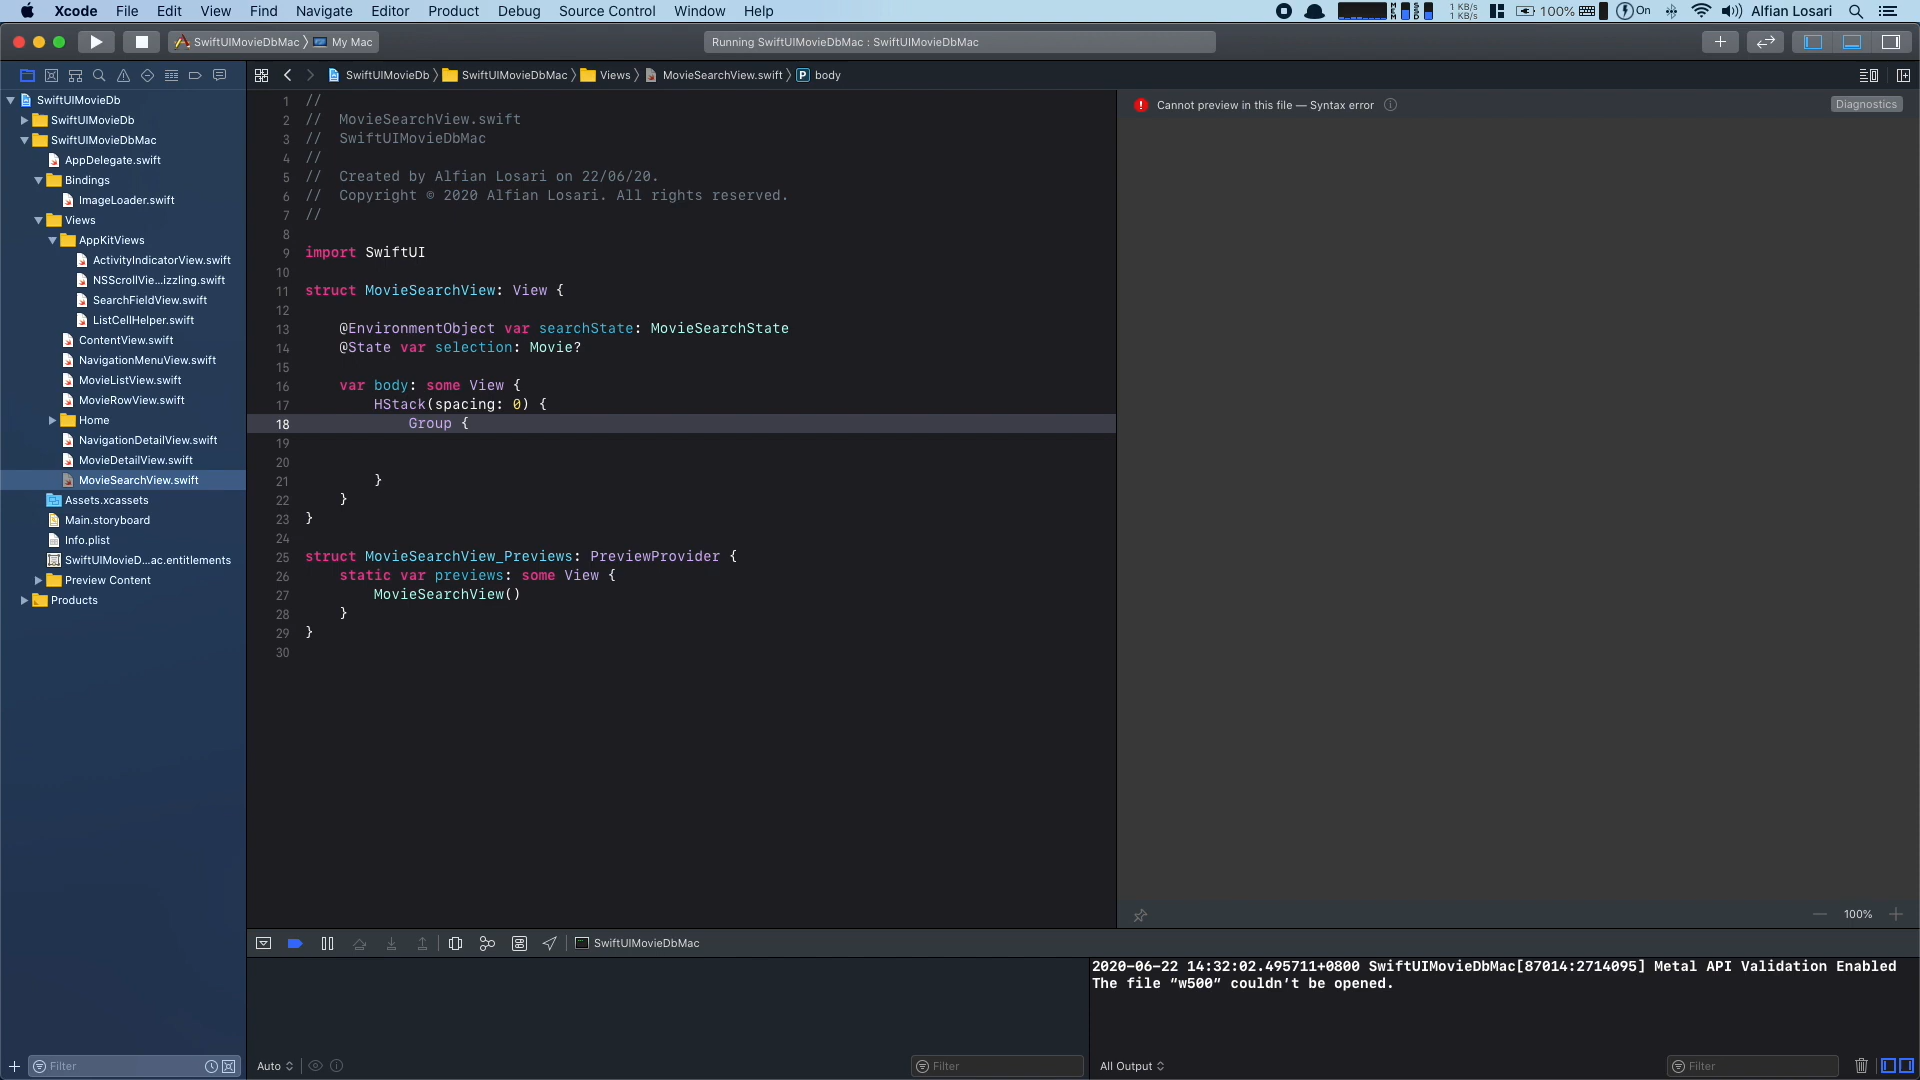 Xcode File Edit View Find Navigate Editor Product Debug Source Control Window Help
1 KB/s
1 KB/s
100%
On
Alfian Losari
SwiftUIMovieDbMac 〉 My Mac
Running SwiftUIMovieDbMac : SwiftUIMovieDbMac
SwiftUIMovieDb 〉 SwiftUIMovieDbMac 〉 Views 〉 MovieSearchView.swift 〉 P body
SwiftUIMovieDb
SwiftUIMovieDb
SwiftUIMovieDbMac
AppDelegate.swift
Bindings
ImageLoader.swift
Views
AppKitViews
ActivityIndicatorView.swift
NSScrollVie...izzling.swift
SearchFieldView.swift
ListCellHelper.swift
ContentView.swift
NavigationMenuView.swift
MovieListView.swift
MovieRowView.swift
Home
NavigationDetailView.swift
MovieDetailView.swift
MovieSearchView.swift
Assets.xcassets
Main.storyboard
Info.plist
SwiftUIMovieD...ac.entitlements
Preview Content
Products
Filter
1 //
2 //  MovieSearchView.swift
3 //  SwiftUIMovieDbMac
4 //
5 //  Created by Alfian Losari on 22/06/20.
6 //  Copyright © 2020 Alfian Losari. All rights reserved.
7 //
8
9 import SwiftUI
10
11 struct MovieSearchView: View {
12
13     @EnvironmentObject var searchState: MovieSearchState
14     @State var selection: Movie?
15
16     var body: some View {
17         HStack(spacing: 0) {
18             Group {
19
20
21         }
22     }
23 }
24
25 struct MovieSearchView_Previews: PreviewProvider {
26     static var previews: some View {
27         MovieSearchView()
28     }
29 }
30
Cannot preview in this file — Syntax error
Diagnostics
100%
SwiftUIMovieDbMac
2020-06-22 14:32:02.495711+0800 SwiftUIMovieDbMac[87014:2714095] Metal API Validation Enabled
The file “w500” couldn’t be opened.
Auto
Filter
All Output
Filter